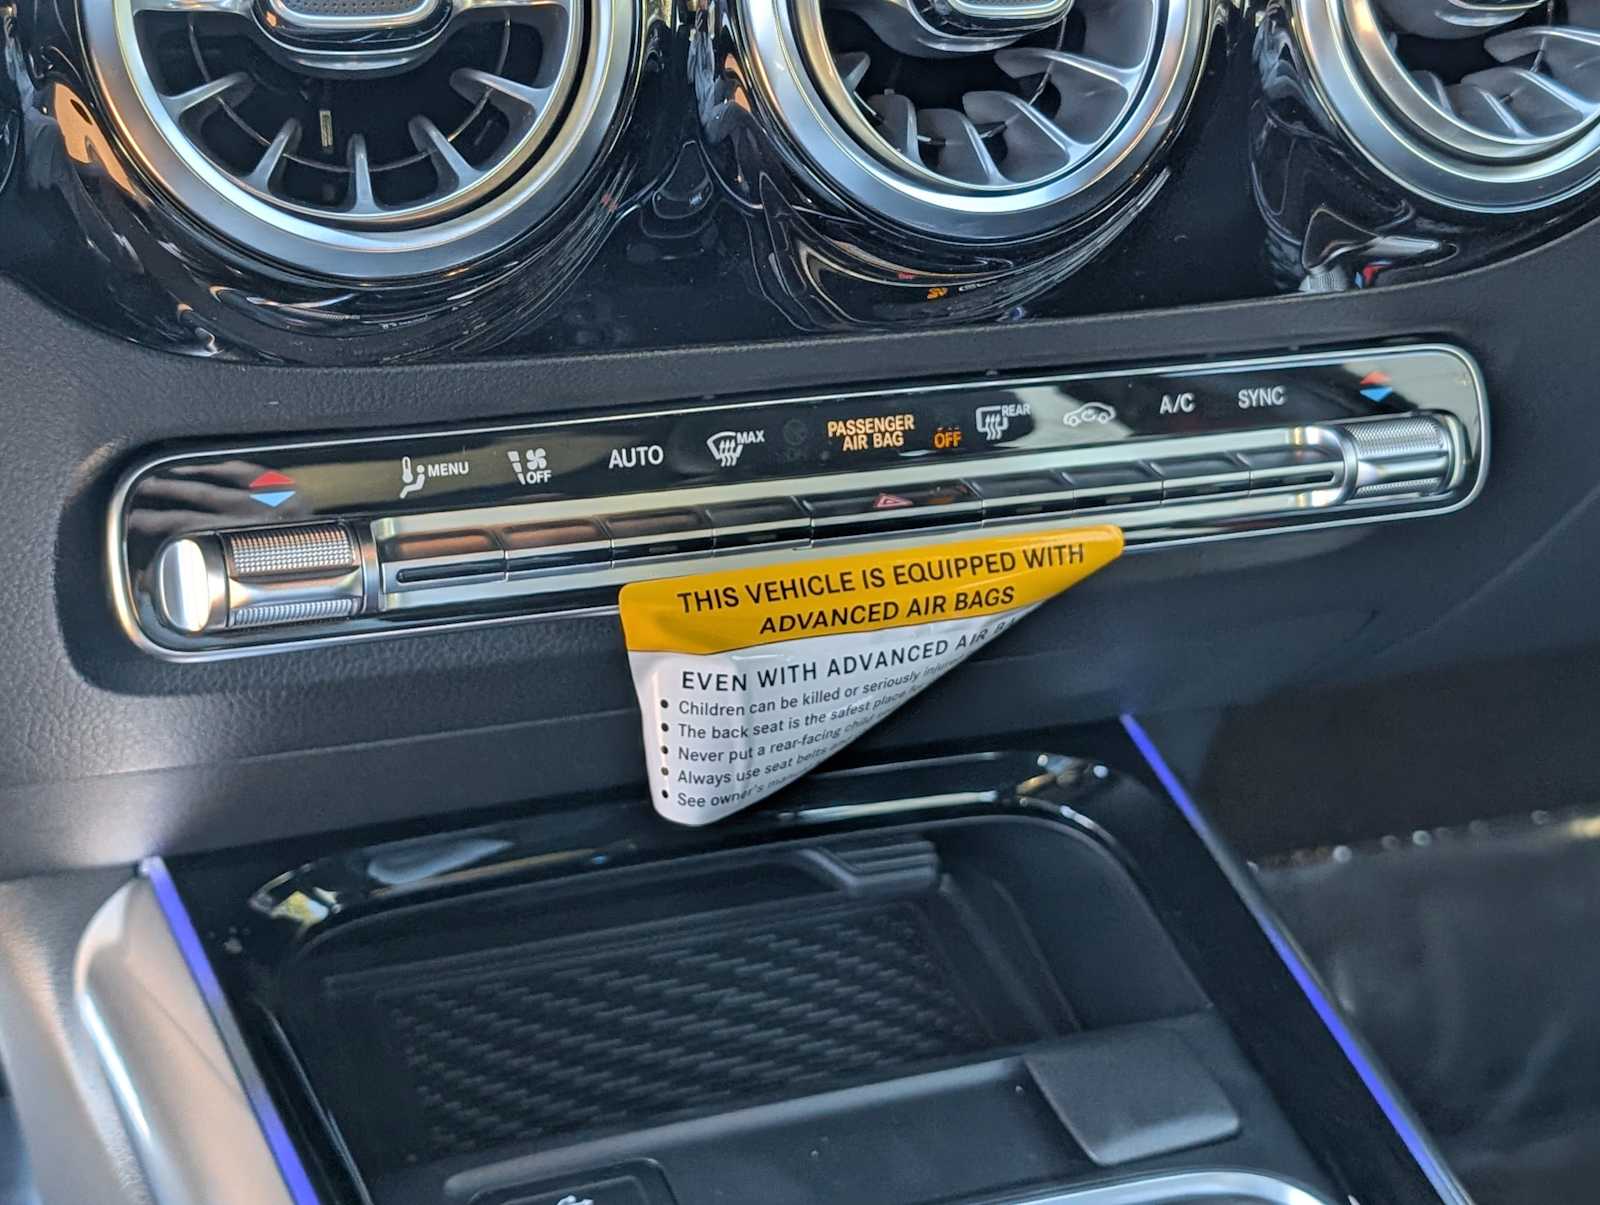 MENU
OFF
AUTO
MAX
PASSENGER
AIR BAG
OFF
REAR
A/C
SYNC
THIS VEHICLE IS EQUIPPED WITH
ADVANCED AIR BAGS
EVEN WITH ADVANCED AIR
• Children can be killed or seriously
• The back seat is the safest place
• Never put a rear-facing child
• Always use seat belts
• See owner's